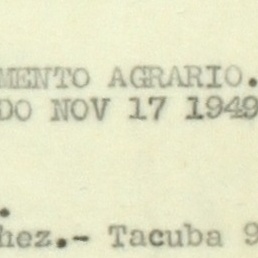 MENTO AGRARIO.
DO NOV 17 1949
.
hez.- Tacuba 9